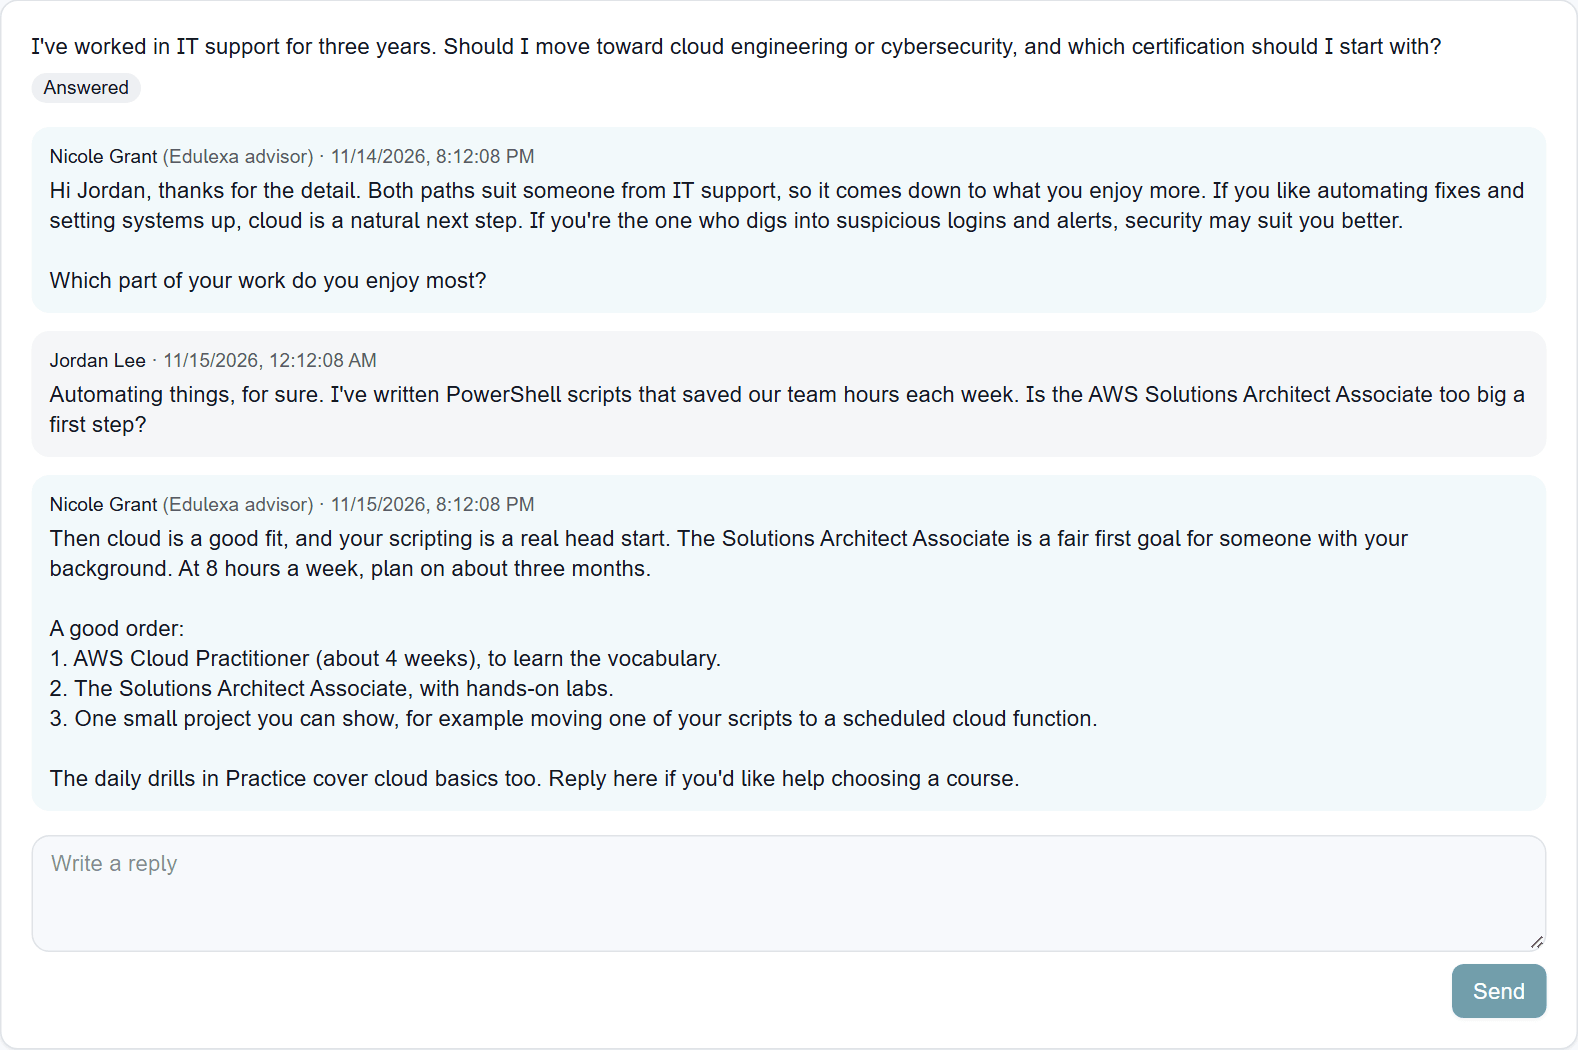 I've worked in IT support for three years. Should I move toward cloud engineering or cybersecurity, and which certification should I start with?
Answered
Nicole Grant (Edulexa advisor) · 11/14/2026, 8:12:08 PM
Hi Jordan, thanks for the detail. Both paths suit someone from IT support, so it comes down to what you enjoy more. If you like automating fixes and
setting systems up, cloud is a natural next step. If you're the one who digs into suspicious logins and alerts, security may suit you better.
Which part of your work do you enjoy most?
Jordan Lee · 11/15/2026, 12:12:08 AM
Automating things, for sure. I've written PowerShell scripts that saved our team hours each week. Is the AWS Solutions Architect Associate too big a
first step?
Nicole Grant (Edulexa advisor) · 11/15/2026, 8:12:08 PM
Then cloud is a good fit, and your scripting is a real head start. The Solutions Architect Associate is a fair first goal for someone with your
background. At 8 hours a week, plan on about three months.
A good order:
1. AWS Cloud Practitioner (about 4 weeks), to learn the vocabulary.
2. The Solutions Architect Associate, with hands-on labs.
3. One small project you can show, for example moving one of your scripts to a scheduled cloud function.
The daily drills in Practice cover cloud basics too. Reply here if you'd like help choosing a course.
Write a reply
Send